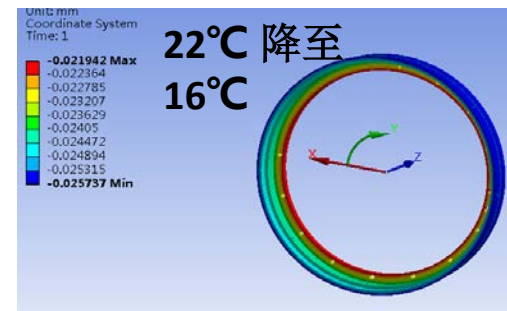 Unit: mm
Coordinate System
Time: 1
22℃ 降至
16℃
-0.021942 Max
-0.022364
-0.022785
-0.023207
-0.023629
-0.02405
-0.024472
-0.024894
-0.025315
-0.025737 Min
X
Y
Z